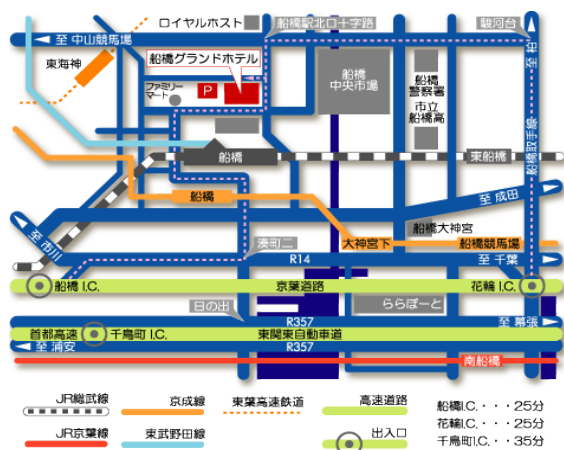 ロイヤルホスト
船橋駅北口十字路
駿河台
至 中山競馬場
至 柏
東海神
船橋グランドホテル
ファミリー
マート
P
船橋
中央市場
船橋
警察署
市立
船橋高
船橋取手線
船橋
東船橋
船橋
至 成田
至 市川
湊町二
大神宮下
船橋大神宮
船橋競馬場
R14
至 千葉
船橋 I.C.
京葉道路
花輪 I.C.
日の出
ららぽーと
R357
至 幕張
首都高速
千鳥町 I.C.
東関東自動車道
至 浦安
R357
南船橋
JR総武線
京成線
東葉高速鉄道
高速道路
JR京葉線
東武野田線
出入口
船橋I.C.・・・25分
花輪I.C.・・・25分
千鳥町I.C.・・・35分